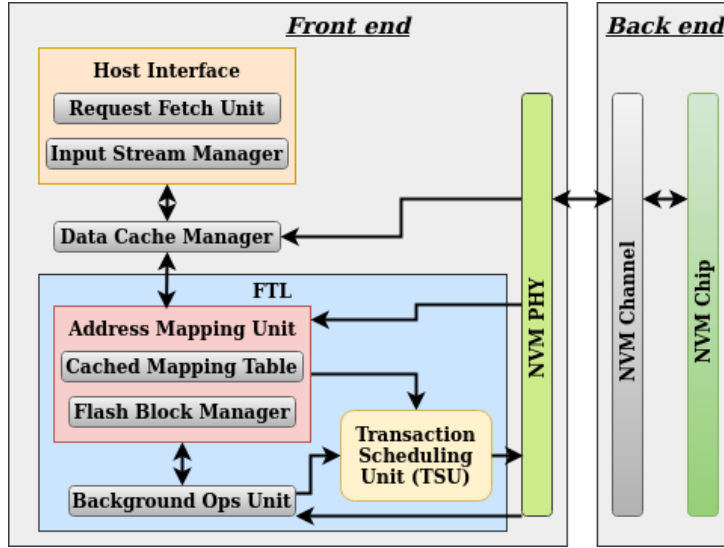 Front end
Back end
Host Interface
Request Fetch Unit
Input Stream Manager
Data Cache Manager
FTL
Address Mapping Unit
Cached Mapping Table
Flash Block Manager
Background Ops Unit
Transaction
Scheduling
Unit (TSU)
NVM PHY
NVM Channel
NVM Chip